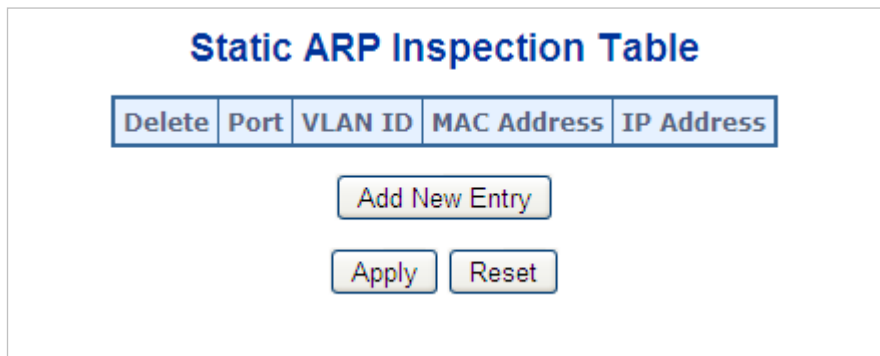 Static ARP Inspection Table
Delete Port VLAN ID MAC Address IP Address
Add New Entry
Apply Reset